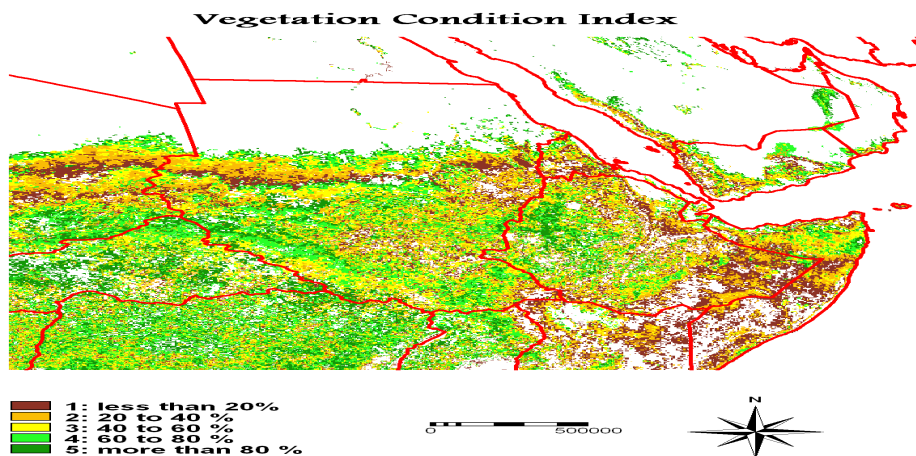 Vegetation Condition Index
1: less than 20%
2: 20 to 40 %
3: 40 to 60 %
4: 60 to 80 %
5: more than 80 %
0 500000
N